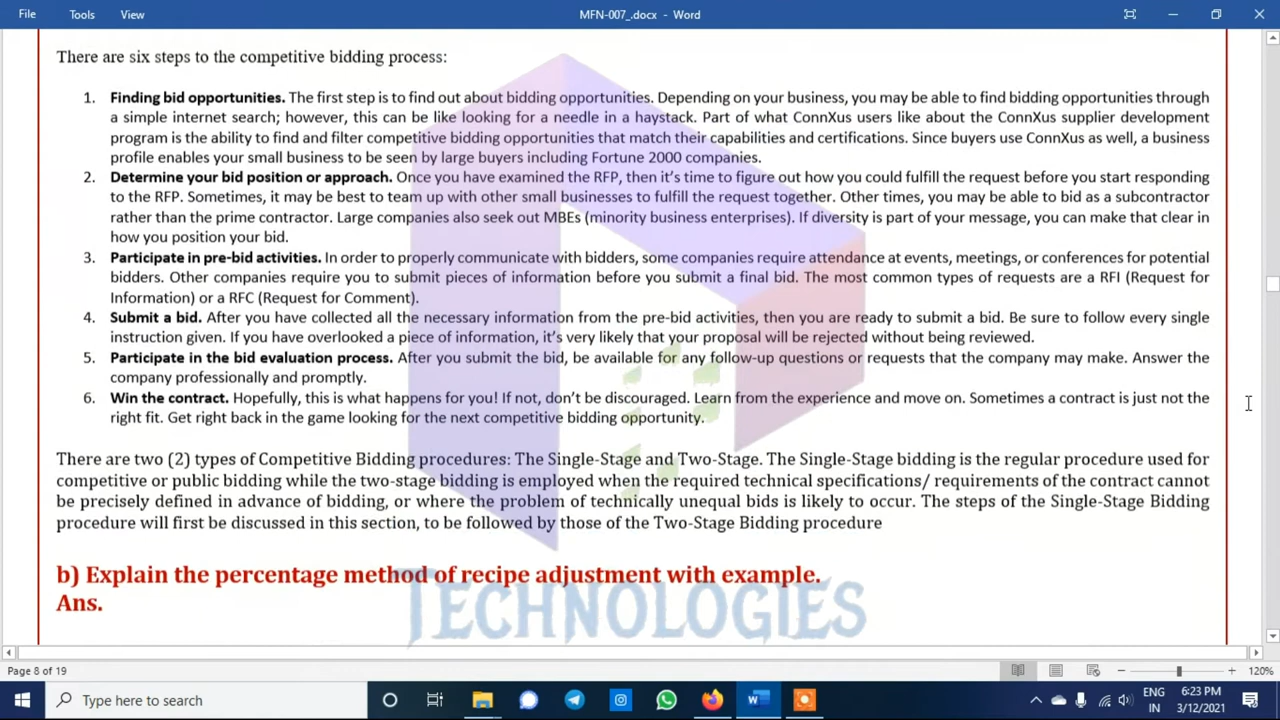 File Tools View MFN-007_.docx - Word
There are six steps to the competitive bidding process:
1. Finding bid opportunities. The first step is to find out about bidding opportunities. Depending on your business, you may be able to find bidding opportunities through
a simple internet search; however, this can be like looking for a needle in a haystack. Part of what ConnXus users like about the ConnXus supplier development
program is the ability to find and filter competitive bidding opportunities that match their capabilities and certifications. Since buyers use ConnXus as well, a business
profile enables your small business to be seen by large buyers including Fortune 2000 companies.
2. Determine your bid position or approach. Once you have examined the RFP, then it's time to figure out how you could fulfill the request before you start responding
to the RFP. Sometimes, it may be best to team up with other small businesses to fulfill the request together. Other times, you may be able to bid as a subcontractor
rather than the prime contractor. Large companies also seek out MBEs (minority business enterprises). If diversity is part of your message, you can make that clear in
how you position your bid.
3. Participate in pre-bid activities. In order to properly communicate with bidders, some companies require attendance at events, meetings, or conferences for potential
bidders. Other companies require you to submit pieces of information before you submit a final bid. The most common types of requests are a RFI (Request for
Information) or a RFC (Request for Comment).
4. Submit a bid. After you have collected all the necessary information from the pre-bid activities, then you are ready to submit a bid. Be sure to follow every single
instruction given. If you have overlooked a piece of information, it's very likely that your proposal will be rejected without being reviewed.
5. Participate in the bid evaluation process. After you submit the bid, be available for any follow-up questions or requests that the company may make. Answer the
company professionally and promptly.
6. Win the contract. Hopefully, this is what happens for you! If not, don't be discouraged. Learn from the experience and move on. Sometimes a contract is just not the
right fit. Get right back in the game looking for the next competitive bidding opportunity.
There are two (2) types of Competitive Bidding procedures: The Single-Stage and Two-Stage. The Single-Stage bidding is the regular procedure used for
competitive or public bidding while the two-stage bidding is employed when the required technical specifications/ requirements of the contract cannot
be precisely defined in advance of bidding, or where the problem of technically unequal bids is likely to occur. The steps of the Single-Stage Bidding
procedure will first be discussed in this section, to be followed by those of the Two-Stage Bidding procedure
b) Explain the percentage method of recipe adjustment with example.
Ans.
TECHNOLOGIES
Page 8 of 19 120%
Type here to search ENG 6:23 PM
IN 3/12/2021